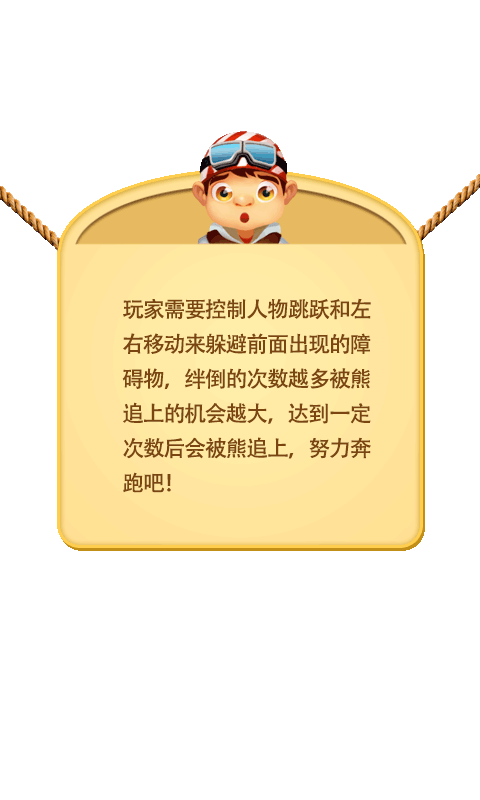 玩家需要控制人物跳跃和左
右移动来躲避前面出现的障
碍物，绊倒的次数越多被熊
追上的机会越大，达到一定
次数后会被熊追上，努力奔
跑吧！